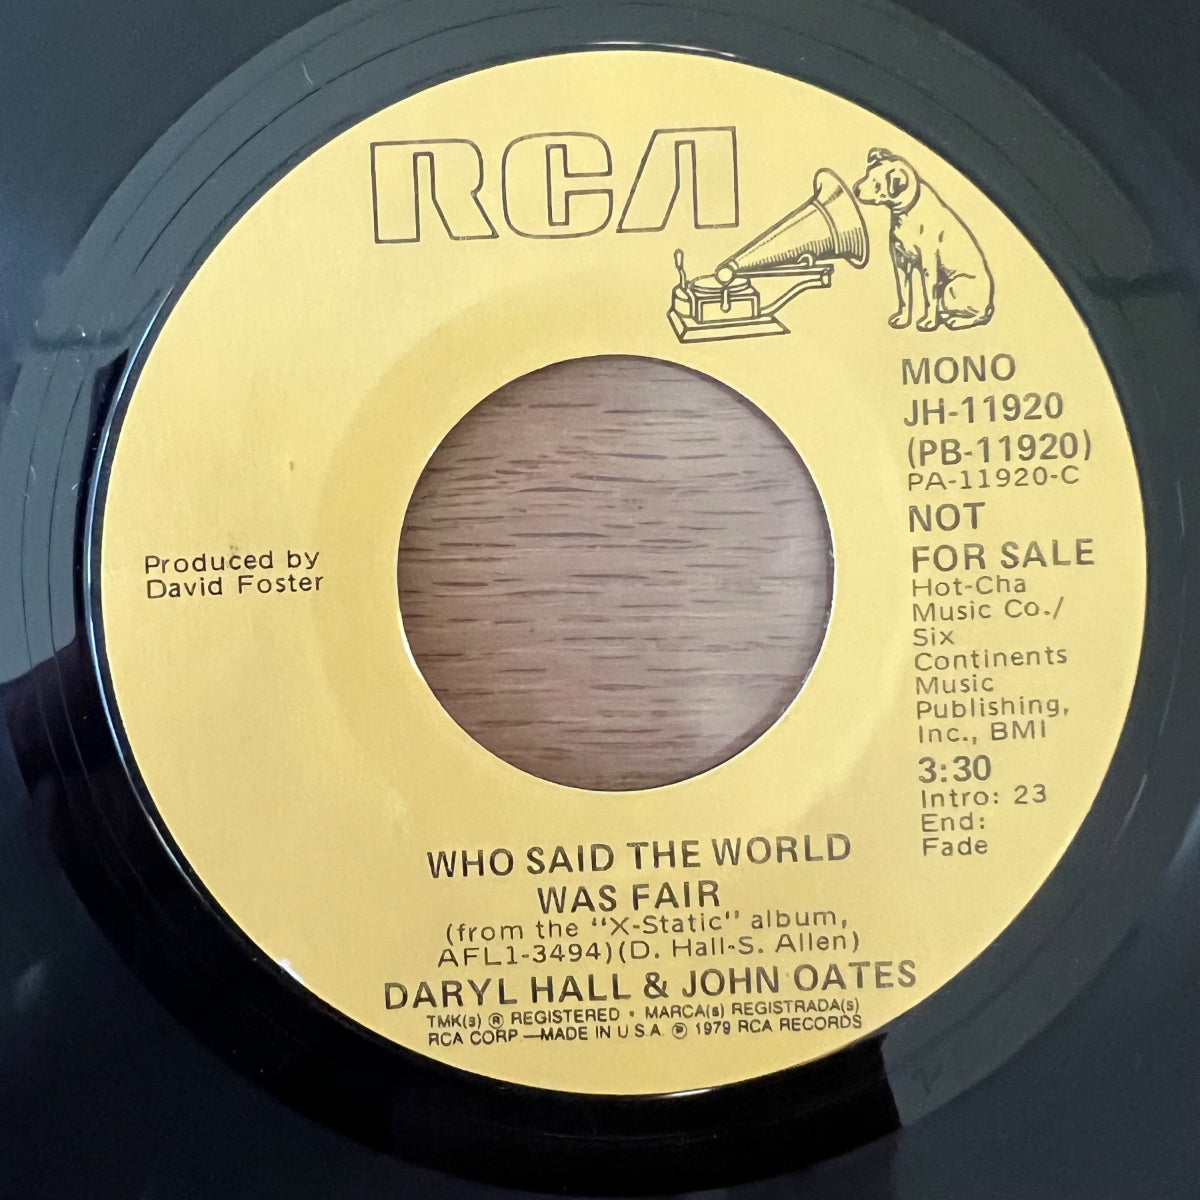 RCA
MONO
JH-11920
(PB-11920)
PA-11920-C
NOT
FOR SALE
Hot-Cha
Music Co./
Six
Continents
Music
Publishing,
Inc., BMI
3:30
Intro: 23
End:
Fade
Produced by
David Foster
WHO SAID THE WORLD
WAS FAIR
(from the "X-Static" album,
AFL1-3494)(D. Hall-S. Allen)
DARYL HALL & JOHN OATES
TMK(s) ® REGISTERED • MARCA(s) REGISTRADA(s)
RCA CORP.—MADE IN U.S.A. ℗ 1979 RCA RECORDS